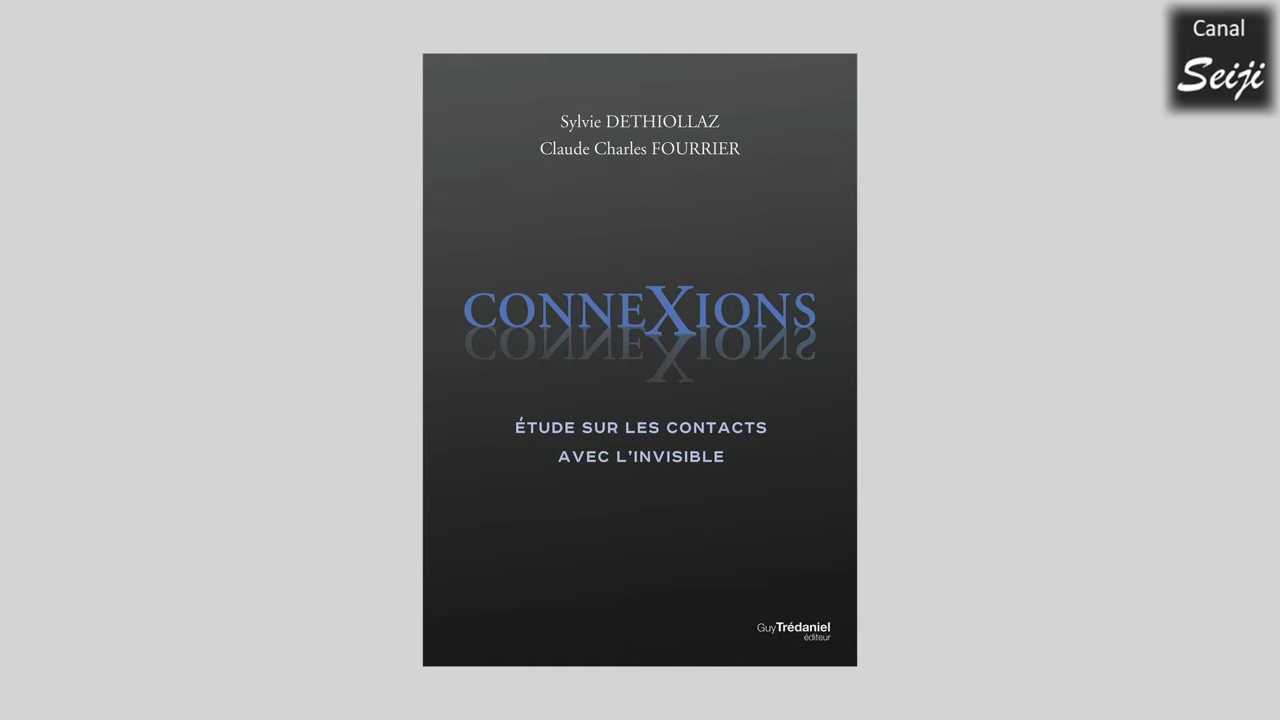 Canal
Seiji
Sylvie DETHIOLLAZ
Claude Charles FOURRIER
CONNEXIONS
ÉTUDE SUR LES CONTACTS
AVEC L'INVISIBLE
GuyTrédaniel
éditeur